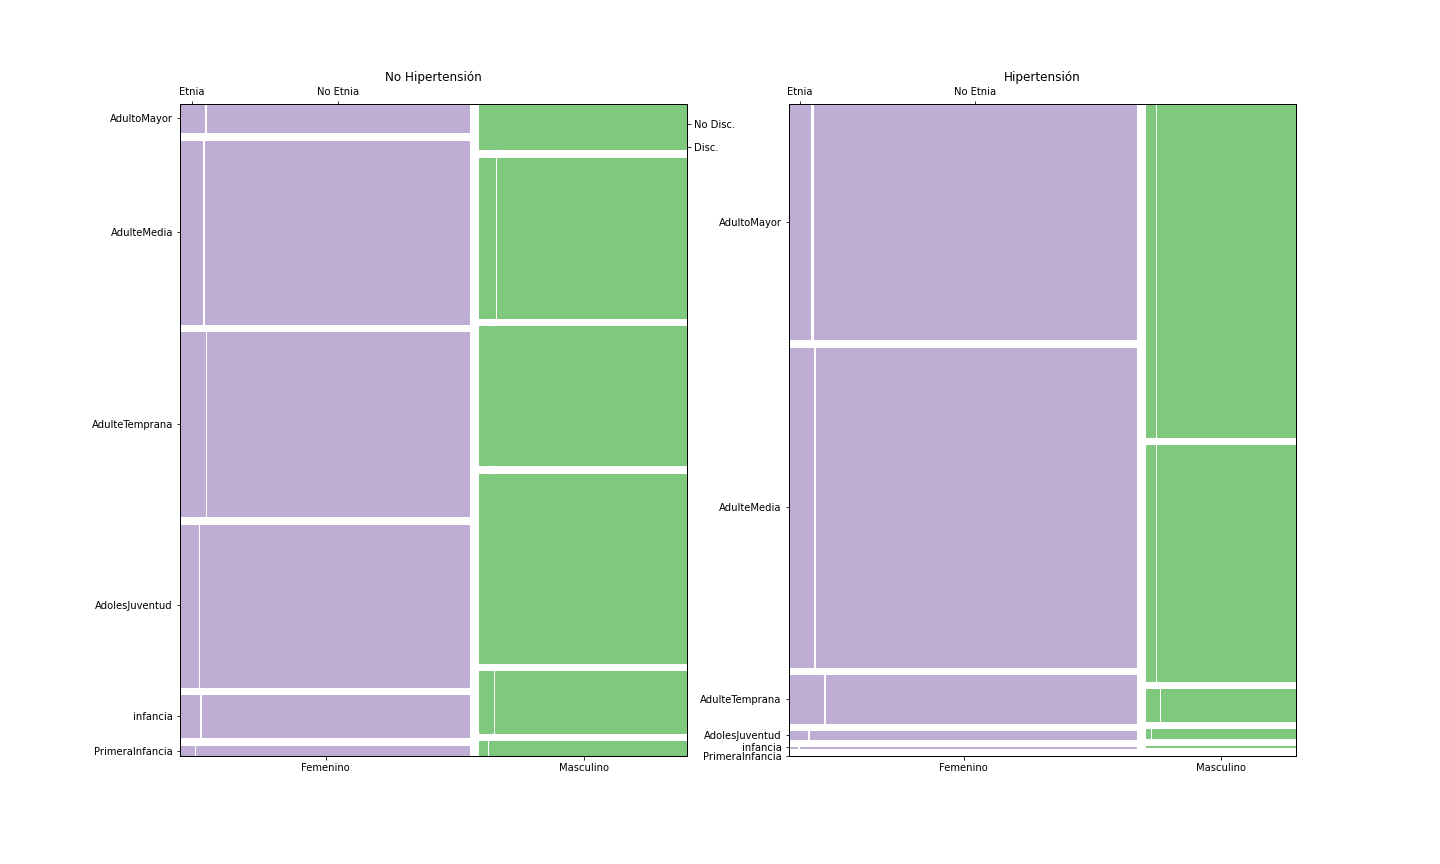 No Hipertensión
Etnia
No Etnia
AdultoMayor
AdulteMedia
AdulteTemprana
AdolesJuventud
infancia
PrimeraInfancia
No Disc.
Disc.
Femenino
Masculino
Hipertensión
Etnia
No Etnia
AdultoMayor
AdulteMedia
AdulteTemprana
AdolesJuventud
infancia
PrimeraInfancia
Femenino
Masculino